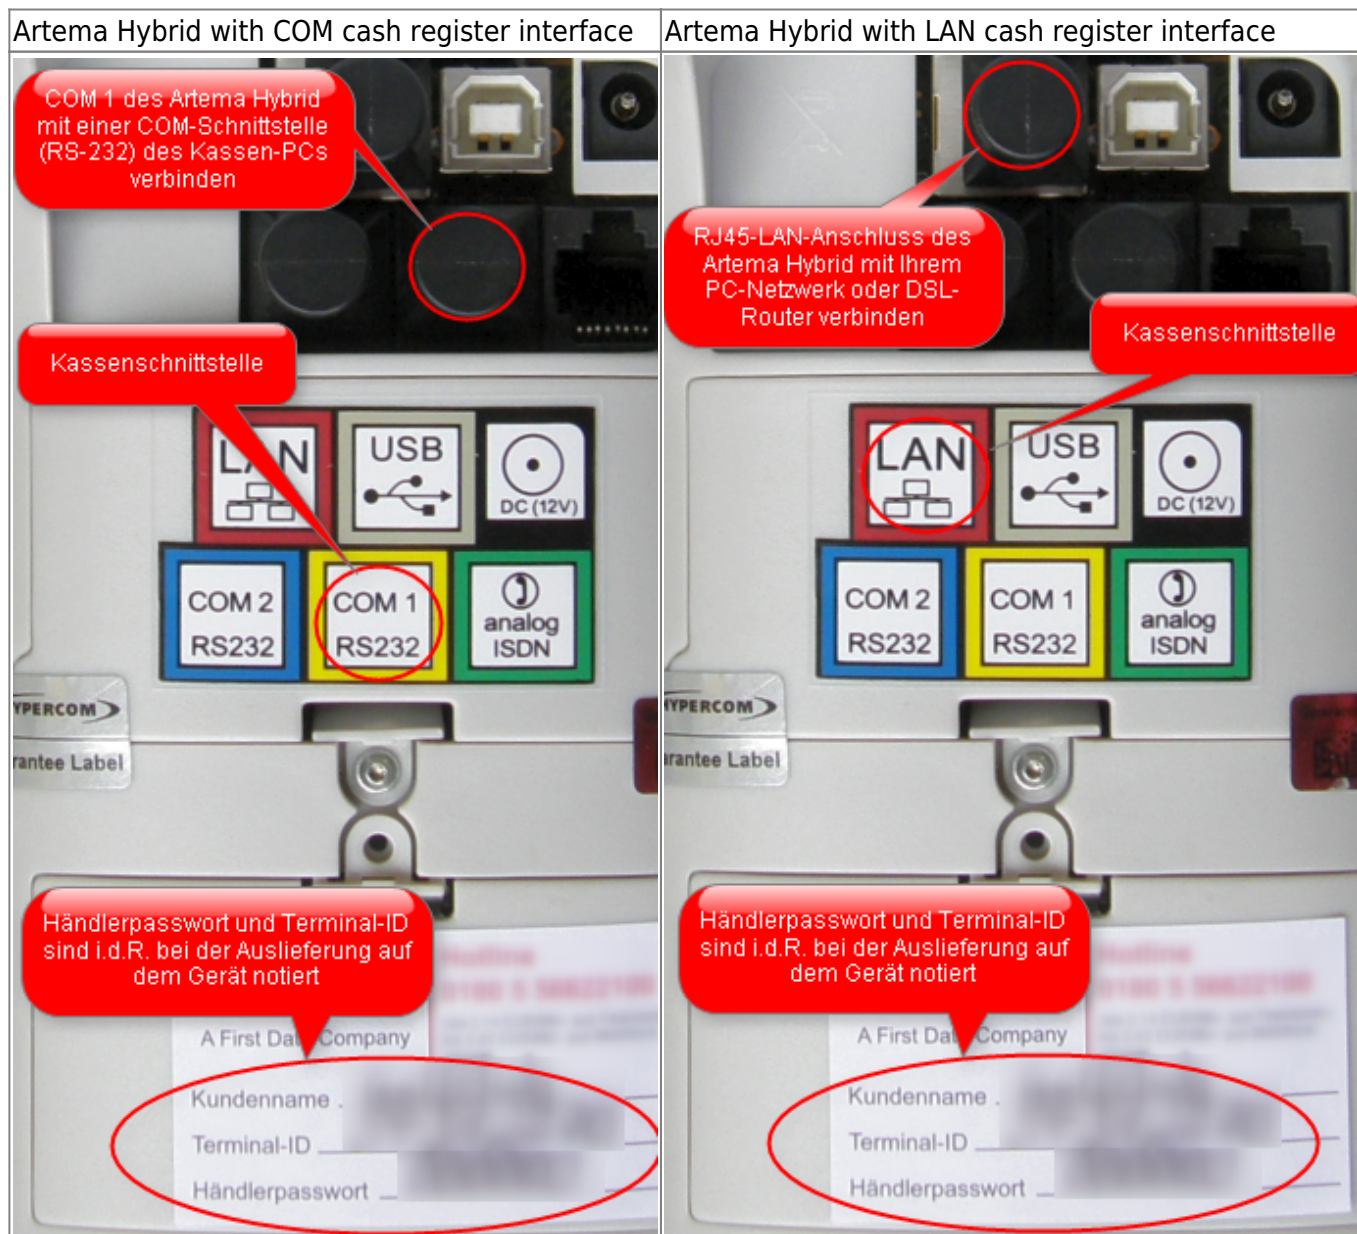 Artema Hybrid with COM cash register interface
COM 1 des Artema Hybrid
mit einer COM-Schnittstelle
(RS-232) des Kassen-PCs
verbinden
Kassenschnittstelle
LAN
USB
DC (12V)
COM 2
RS232
COM 1
RS232
analog
ISDN
YPERCOM
rantee Label
Händlerpasswort und Terminal-ID
sind i.d.R. bei der Auslieferung auf
dem Gerät notiert
A First Data Company
Kundenname
Terminal-ID
Händlerpasswort
Artema Hybrid with LAN cash register interface
RJ45-LAN-Anschluss des
Artema Hybrid mit Ihrem
PC-Netzwerk oder DSL-
Router verbinden
Kassenschnittstelle
LAN
USB
DC (12V)
COM 2
RS232
COM 1
RS232
analog
ISDN
HYPERCOM
arantee Label
Händlerpasswort und Terminal-ID
sind i.d.R. bei der Auslieferung auf
dem Gerät notiert
Hotline
A First Data Company
Kundenname
Terminal-ID
Händlerpasswort